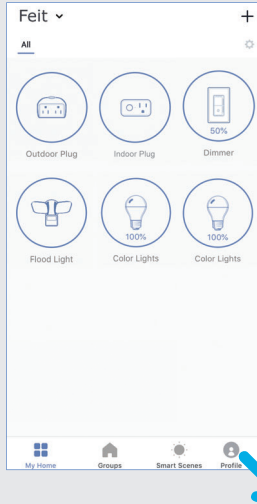 Feit
All
50%
Outdoor Plug Indoor Plug Dimmer
100% 100%
Flood Light Color Lights Color Lights
My Home Groups Smart Scenes Profile